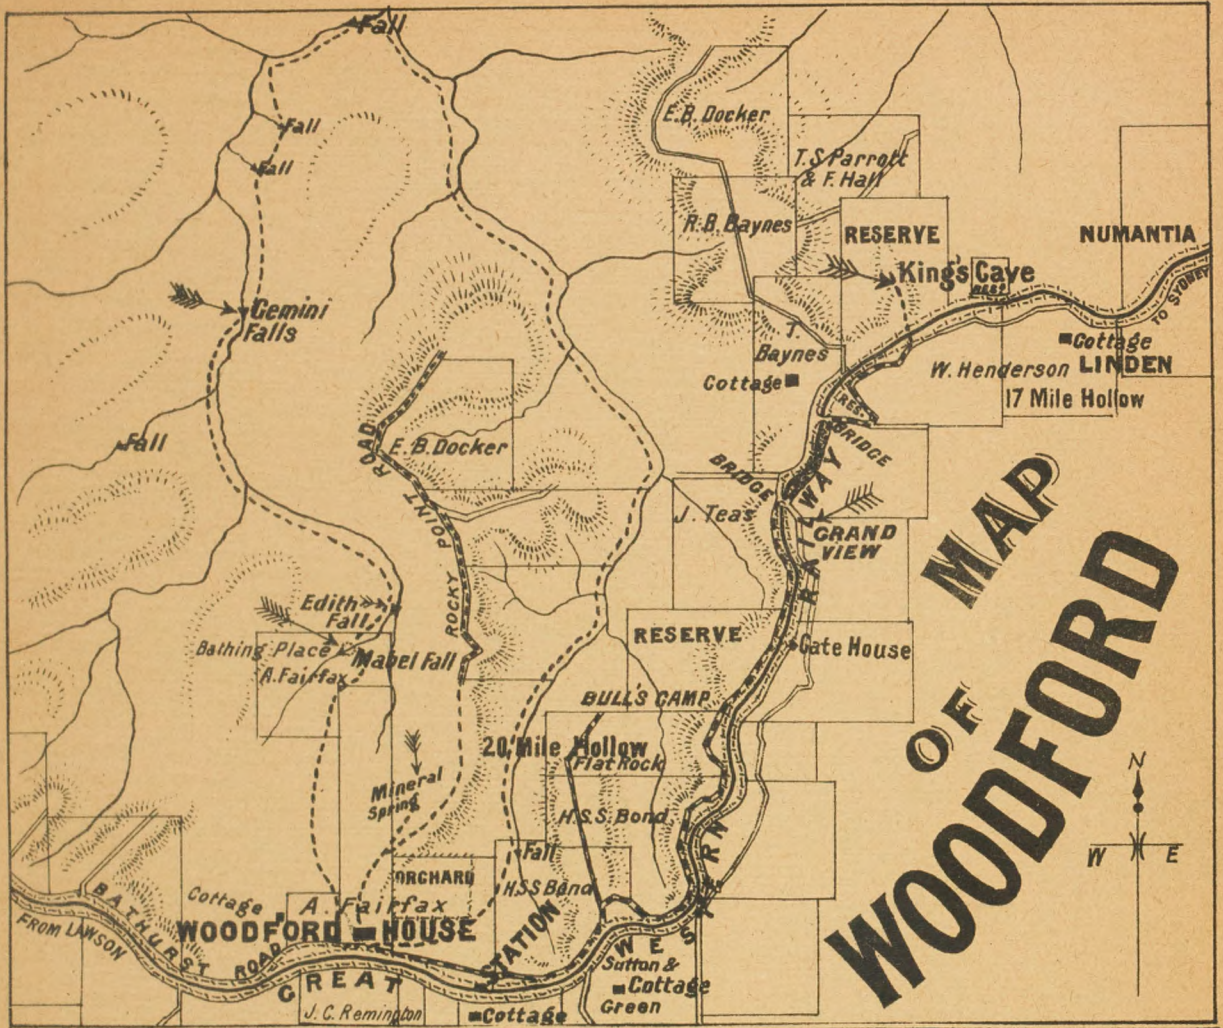 Fall
E. B. Docker
Fall
T. S. Parrott
& F. Hall
Fall
R. B. Baynes
RESERVE
NUMANTIA
King's Cave
RES.T
TO SYDNEY
Gemini
Falls
T.
Baynes
Cottage
LINDEN
W. Henderson
Cottage
17 Mile Hollow
RES.
BRIDGE
Fall
E. B. Docker
ROCKY POINT ROAD
BRIDGE
J. Teas
GRAND
VIEW
MAP
OF
WOODFORD
Edith
Fall
Bathing Place
Mabel Fall
A. Fairfax
RESERVE
Gate House
BULL'S CAMP
20 Mile Hollow
Flat Rock
Mineral
Spring
H. S. S. Bond
N
W E
Fall
ORCHARD
H. S. S. Bond
Cottage
A. Fairfax
WOODFORD HOUSE
BATHURST ROAD
FROM LAWSON
STATION
GREAT WESTERN RAILWAY
Sutton &
Cottage
Green
J. C. Remington
Cottage